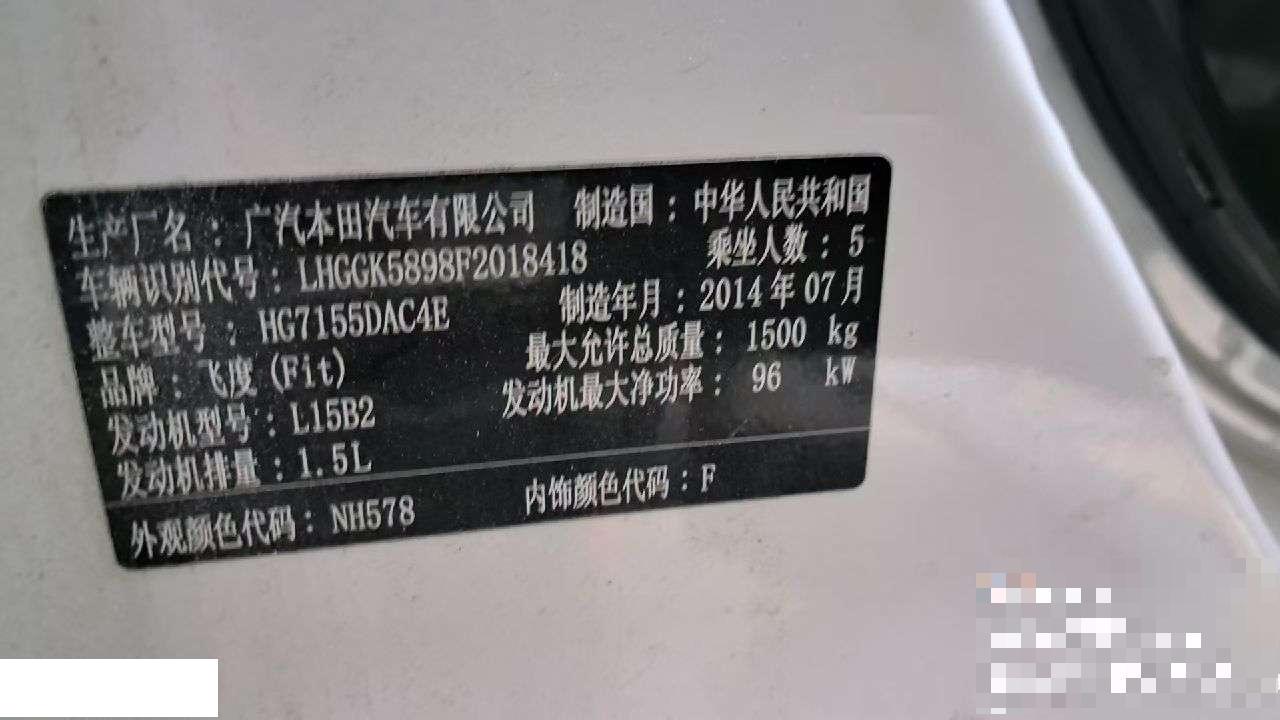 生产厂名：广汽本田汽车有限公司 制造国：中华人民共和国
车辆识别代号：LHGGK5898F2018418 乘坐人数：5
整车型号：HG7155DAC4E 制造年月：2014年07月
品牌：飞度(Fit) 最大允许总质量：1500 kg
发动机型号：L15B2 发动机最大净功率：96 kW
发动机排量：1.5L
外观颜色代码：NH578 内饰颜色代码：F